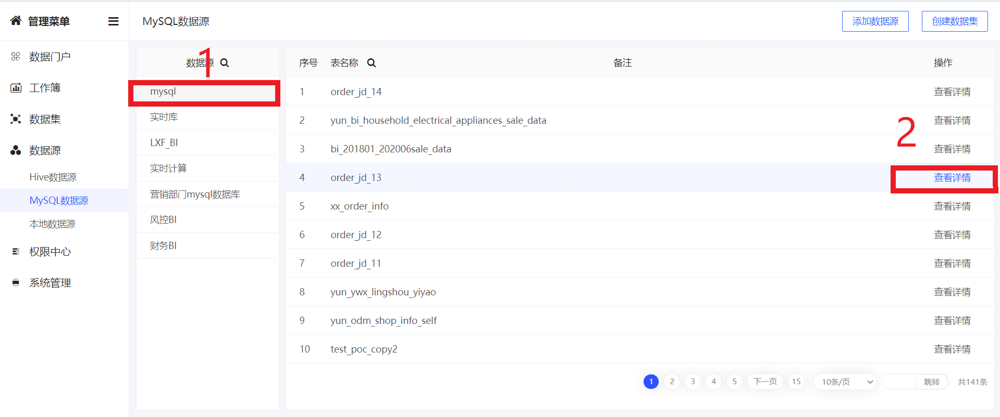 管理菜单
MySQL数据源
添加数据源
创建数据集
数据门户
工作簿
数据集
数据源
Hive数据源
MySQL数据源
本地数据源
权限中心
系统管理
数据源
1
mysql
实时库
LXF_BI
实时计算
营销部门mysql数据库
风控BI
财务BI
序号 表名称 备注 操作
1 order_jd_14 查看详情
2 yun_bi_household_electrical_appliances_sale_data 查看详情
2
3 bi_201801_202006sale_data 查看详情
4 order_jd_13 查看详情
5 xx_order_info 查看详情
6 order_jd_12 查看详情
7 order_jd_11 查看详情
8 yun_ywx_lingshou_yiyao 查看详情
9 yun_odm_shop_info_self 查看详情
10 test_poc_copy2 查看详情
1 2 3 4 5 下一页 15 10条/页 跳转 共141条